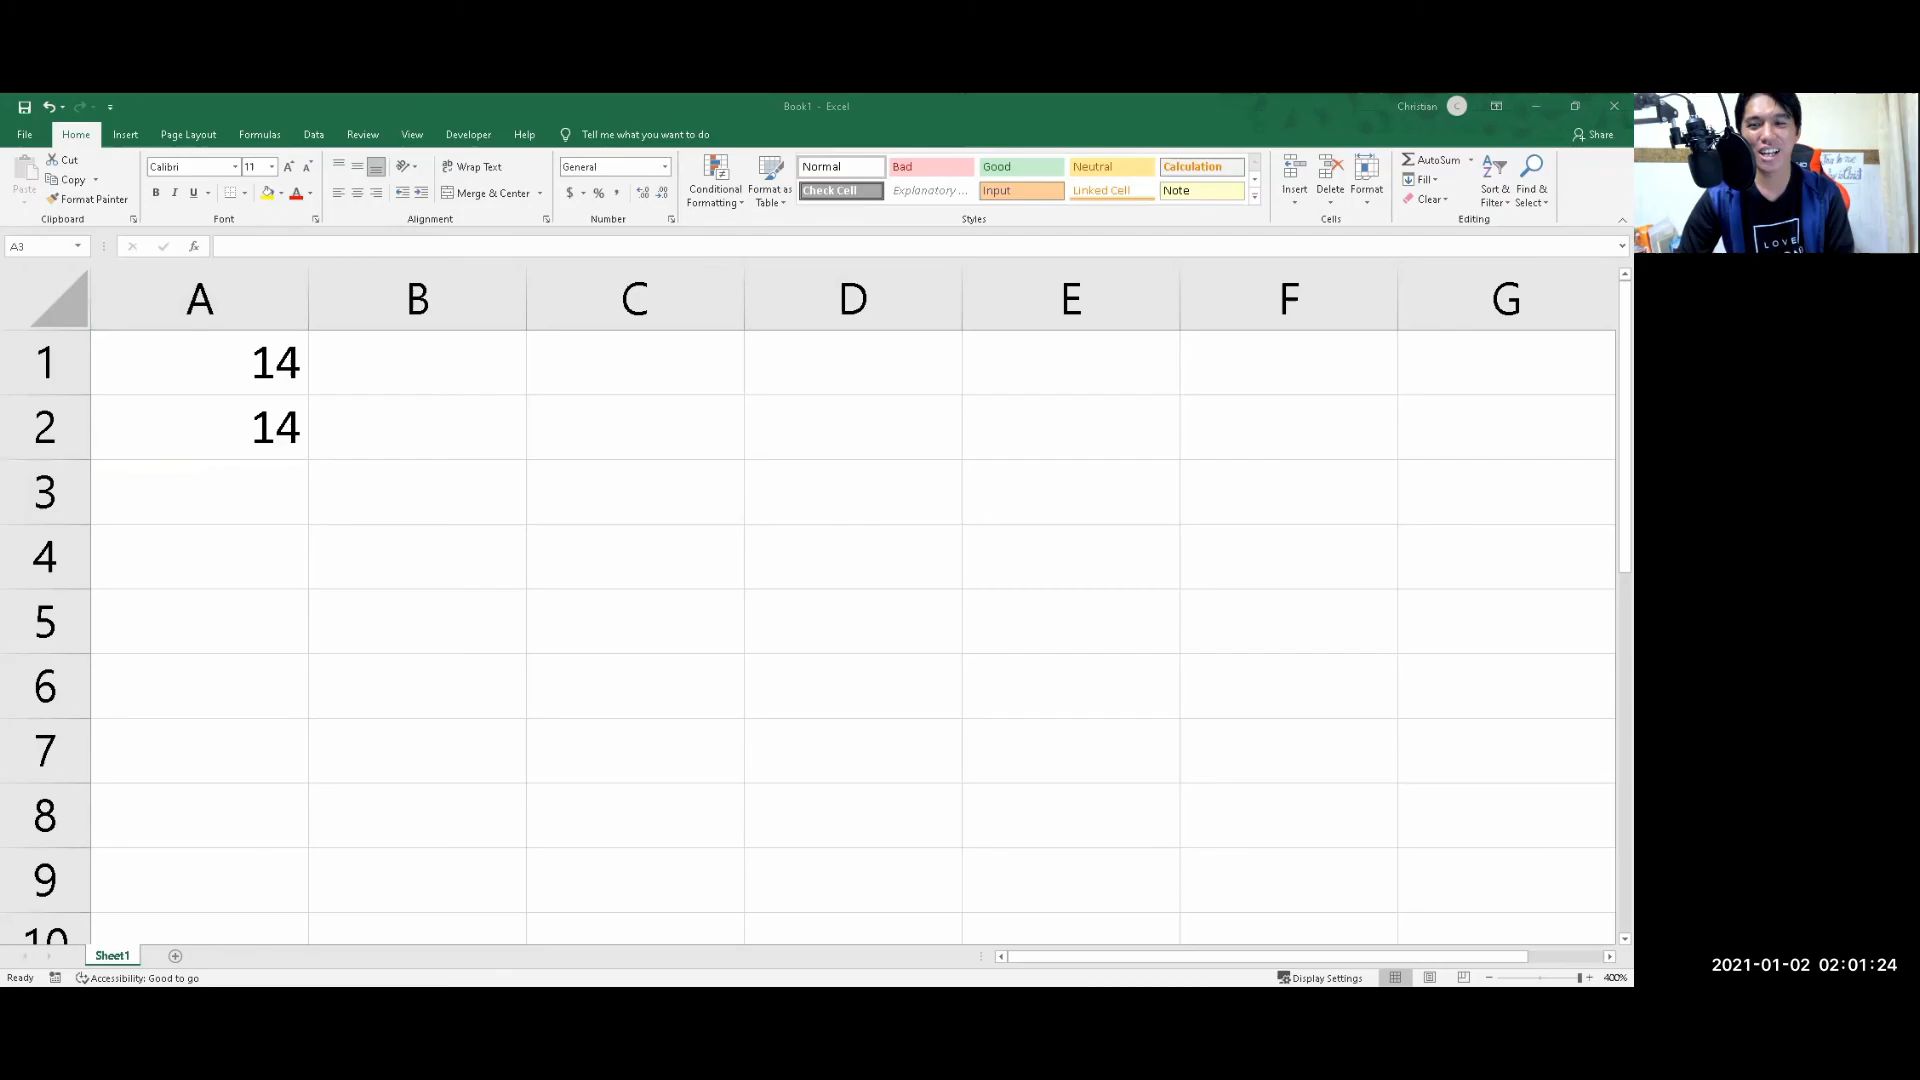 Book1 - Excel
Christian C
File Home Insert Page Layout Formulas Data Review View Developer Help Tell me what you want to do Share
Paste
Cut
Copy
Format Painter
Clipboard
Calibri 11
B I U
Font
Wrap Text
Merge & Center
Alignment
General
$ % ,
Number
Conditional Formatting
Format as Table
Normal Bad Good Neutral Calculation
Check Cell Explanatory ... Input Linked Cell Note
Styles
Insert Delete Format
Cells
AutoSum
Fill
Clear
Sort & Filter
Find & Select
Editing
A3 fx
A B C D E F G
1 14
2 14
3
4
5
6
7
8
9
10
Sheet1
Ready Accessibility: Good to go Display Settings 400%
LOVE
2021-01-02 02:01:24